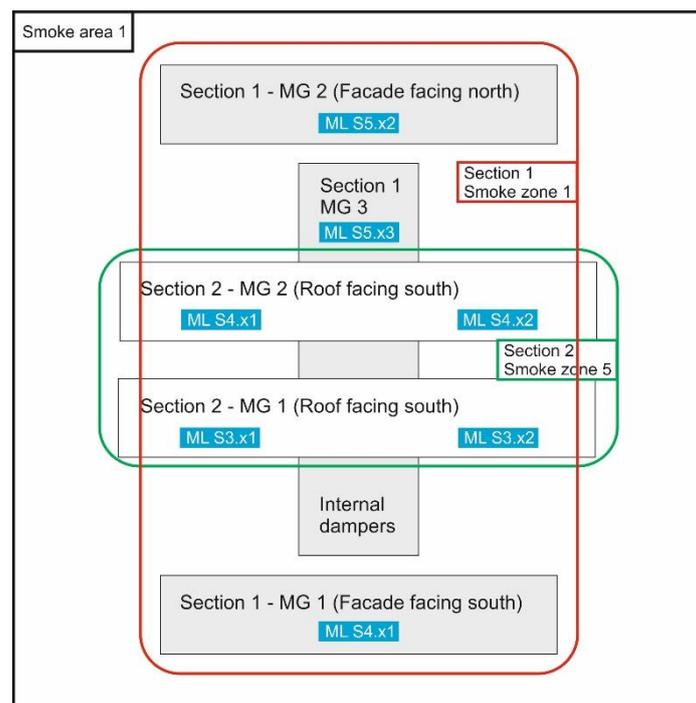 Smoke area 1
Section 1 - MG 2 (Facade facing north)
ML S5.x2
Section 1
Smoke zone 1
Section 1
MG 3
ML S5.x3
Section 2 - MG 2 (Roof facing south)
ML S4.x1
ML S4.x2
Section 2
Smoke zone 5
Section 2 - MG 1 (Roof facing south)
ML S3.x1
ML S3.x2
Internal
dampers
Section 1 - MG 1 (Facade facing south)
ML S4.x1